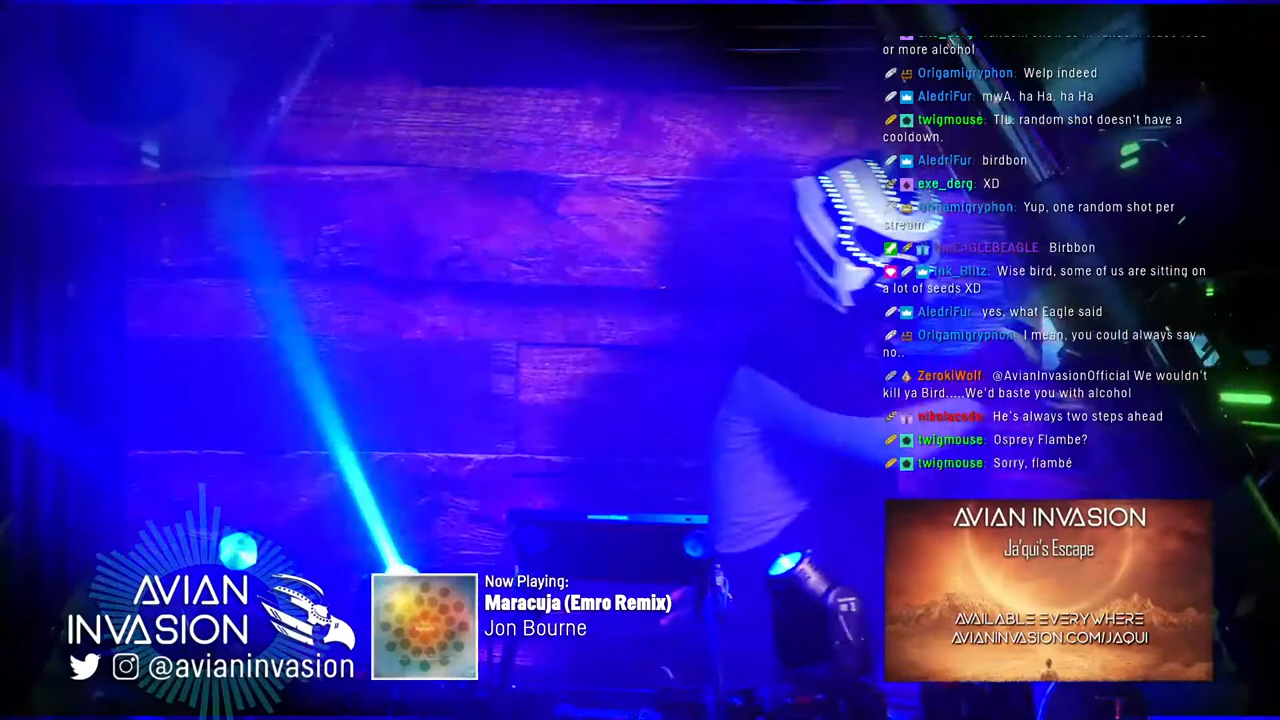 or more alcohol
Origamigryphon: Welp indeed
AledriFur: mwA. ha Ha. ha Ha
twigmouse: TIL: random shot doesn't have a
cooldown.
AledriFur: birdbon
exe_derg: XD
Origamigryphon: Yup, one random shot per
stream
EAGLEBEAGLE Birbbon
Wise bird, some of us are sitting on
a lot of seeds XD
AledriFur: yes, what Eagle said
Origamigryphon: I mean, you could always say
no..
ZerokiWolf: @AvianInvasionOfficial We wouldn't
kill ya Bird.....We'd baste you with alcohol
He's always two steps ahead
twigmouse: Osprey Flambe?
twigmouse: Sorry, flambé
AVIAN INVASION
Ja'qui's Escape
AVAILABLE EVERYWHERE
AVIANINVASION.COM/JAQUI
AVIAN
INVASION
@avianinvasion
Now Playing:
Maracuja (Emro Remix)
Jon Bourne